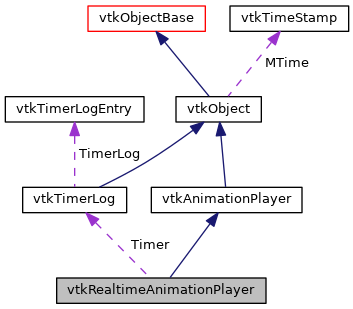 vtkObjectBase
vtkTimeStamp
MTime
vtkTimerLogEntry
vtkObject
TimerLog
vtkTimerLog
vtkAnimationPlayer
Timer
vtkRealtimeAnimationPlayer